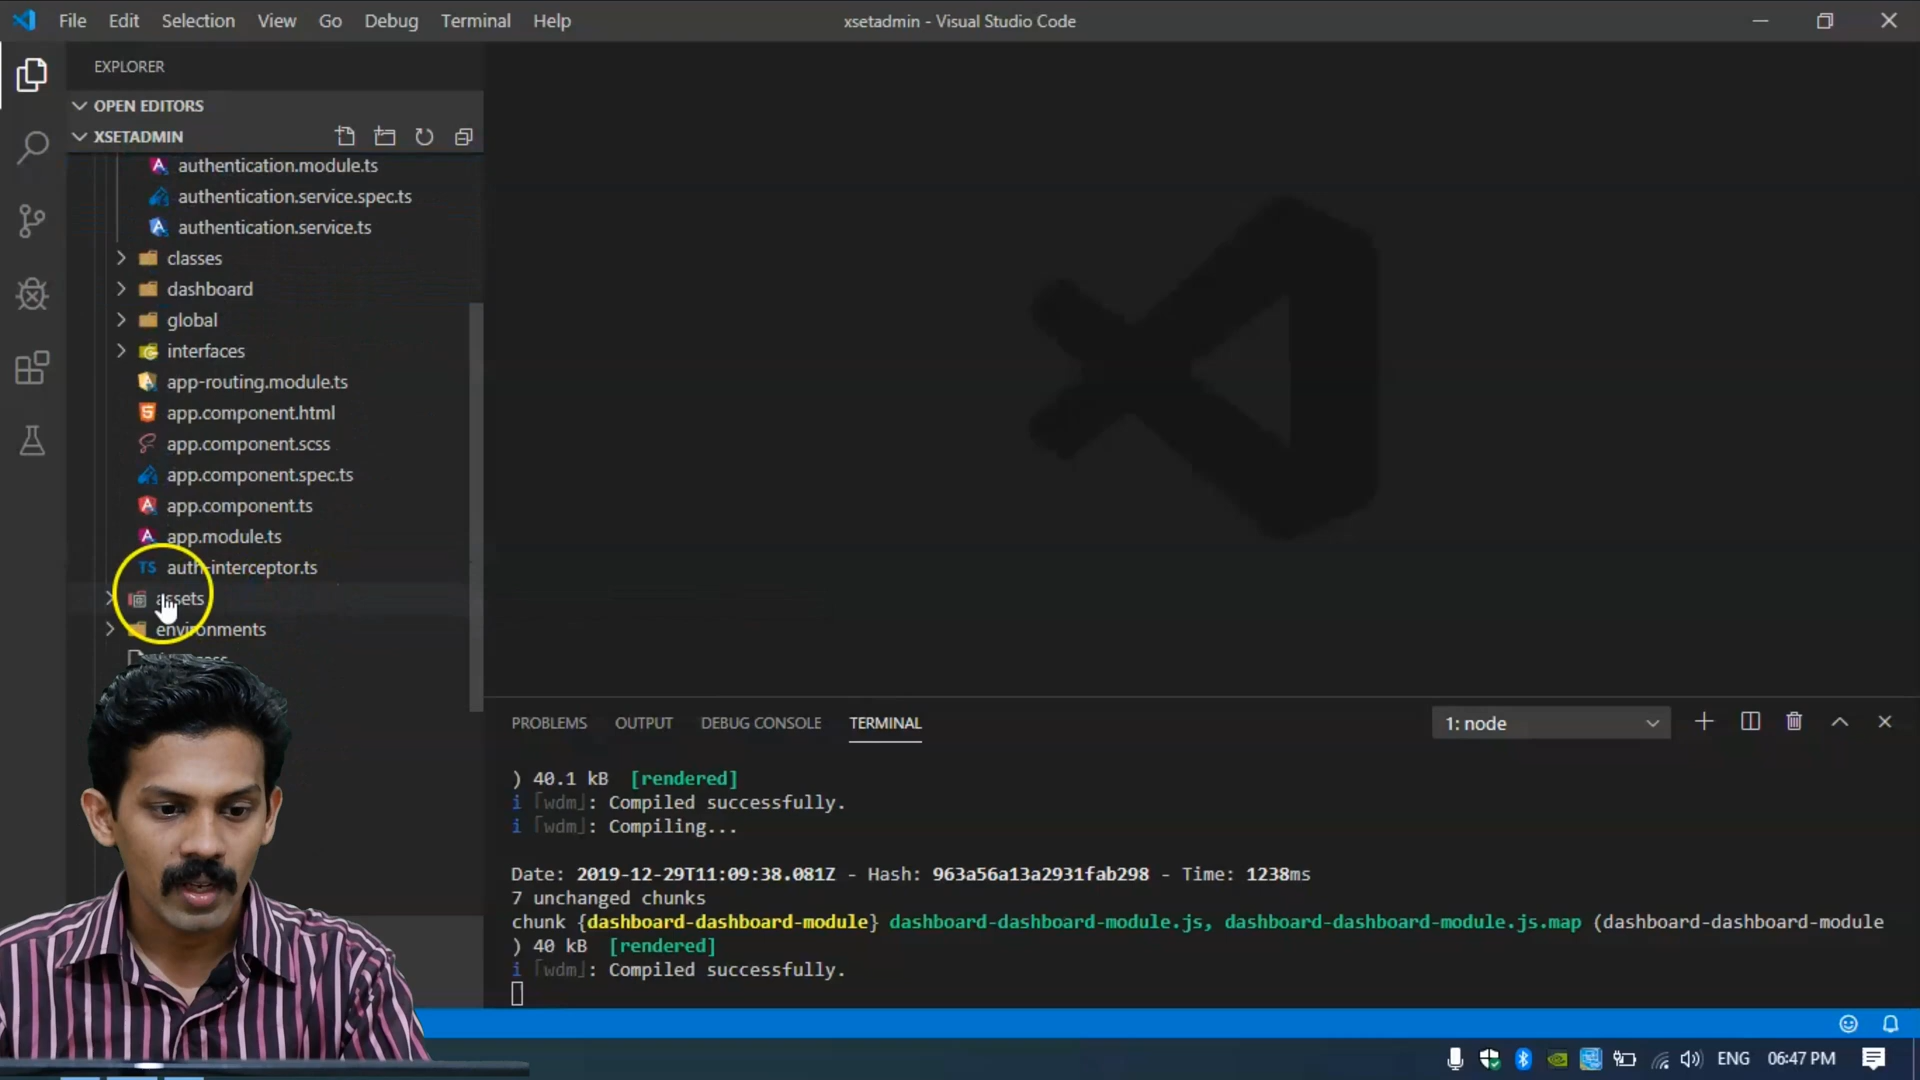 File Edit Selection View Go Debug Terminal Help
xsetadmin - Visual Studio Code
EXPLORER
OPEN EDITORS
XSETADMIN
authentication.module.ts
authentication.service.spec.ts
authentication.service.ts
classes
dashboard
global
interfaces
app-routing.module.ts
app.component.html
app.component.scss
app.component.spec.ts
app.component.ts
app.module.ts
TS auth-interceptor.ts
assets
environments
PROBLEMS OUTPUT DEBUG CONSOLE TERMINAL
1: node
) 40.1 kB [rendered]
i ｢wdm｣: Compiled successfully.
i ｢wdm｣: Compiling...
Date: 2019-12-29T11:09:38.081Z - Hash: 963a56a13a2931fab298 - Time: 1238ms
7 unchanged chunks
chunk {dashboard-dashboard-module} dashboard-dashboard-module.js, dashboard-dashboard-module.js.map (dashboard-dashboard-module
) 40 kB [rendered]
i ｢wdm｣: Compiled successfully.
ENG 06:47 PM